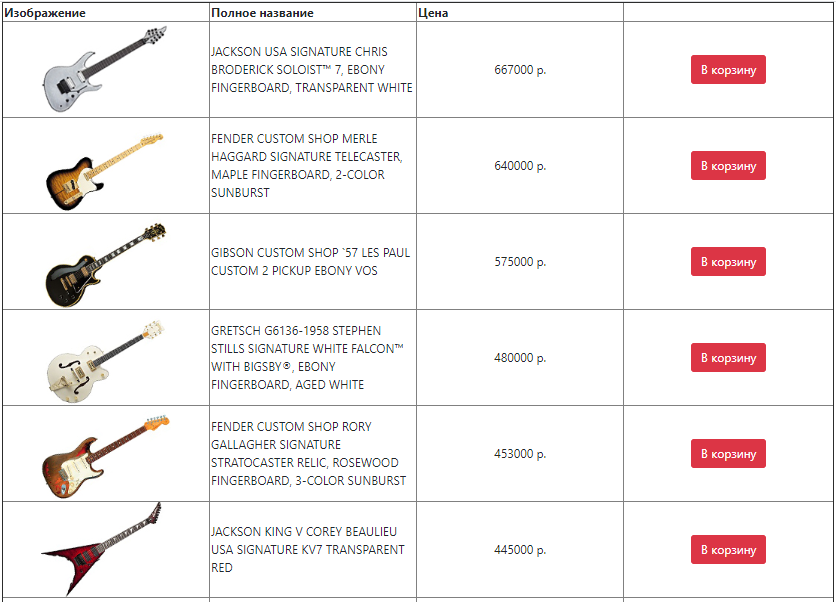 Изображение Полное название Цена
JACKSON USA SIGNATURE CHRIS
BRODERICK SOLOIST™ 7, EBONY
FINGERBOARD, TRANSPARENT WHITE
667000 р.
В корзину
FENDER CUSTOM SHOP MERLE
HAGGARD SIGNATURE TELECASTER,
MAPLE FINGERBOARD, 2-COLOR
SUNBURST
640000 р.
В корзину
GIBSON CUSTOM SHOP `57 LES PAUL
CUSTOM 2 PICKUP EBONY VOS
575000 р.
В корзину
GRETSCH G6136-1958 STEPHEN
STILLS SIGNATURE WHITE FALCON™
WITH BIGSBY®, EBONY
FINGERBOARD, AGED WHITE
480000 р.
В корзину
FENDER CUSTOM SHOP RORY
GALLAGHER SIGNATURE
STRATOCASTER RELIC, ROSEWOOD
FINGERBOARD, 3-COLOR SUNBURST
453000 р.
В корзину
JACKSON KING V COREY BEAULIEU
USA SIGNATURE KV7 TRANSPARENT
RED
445000 р.
В корзину